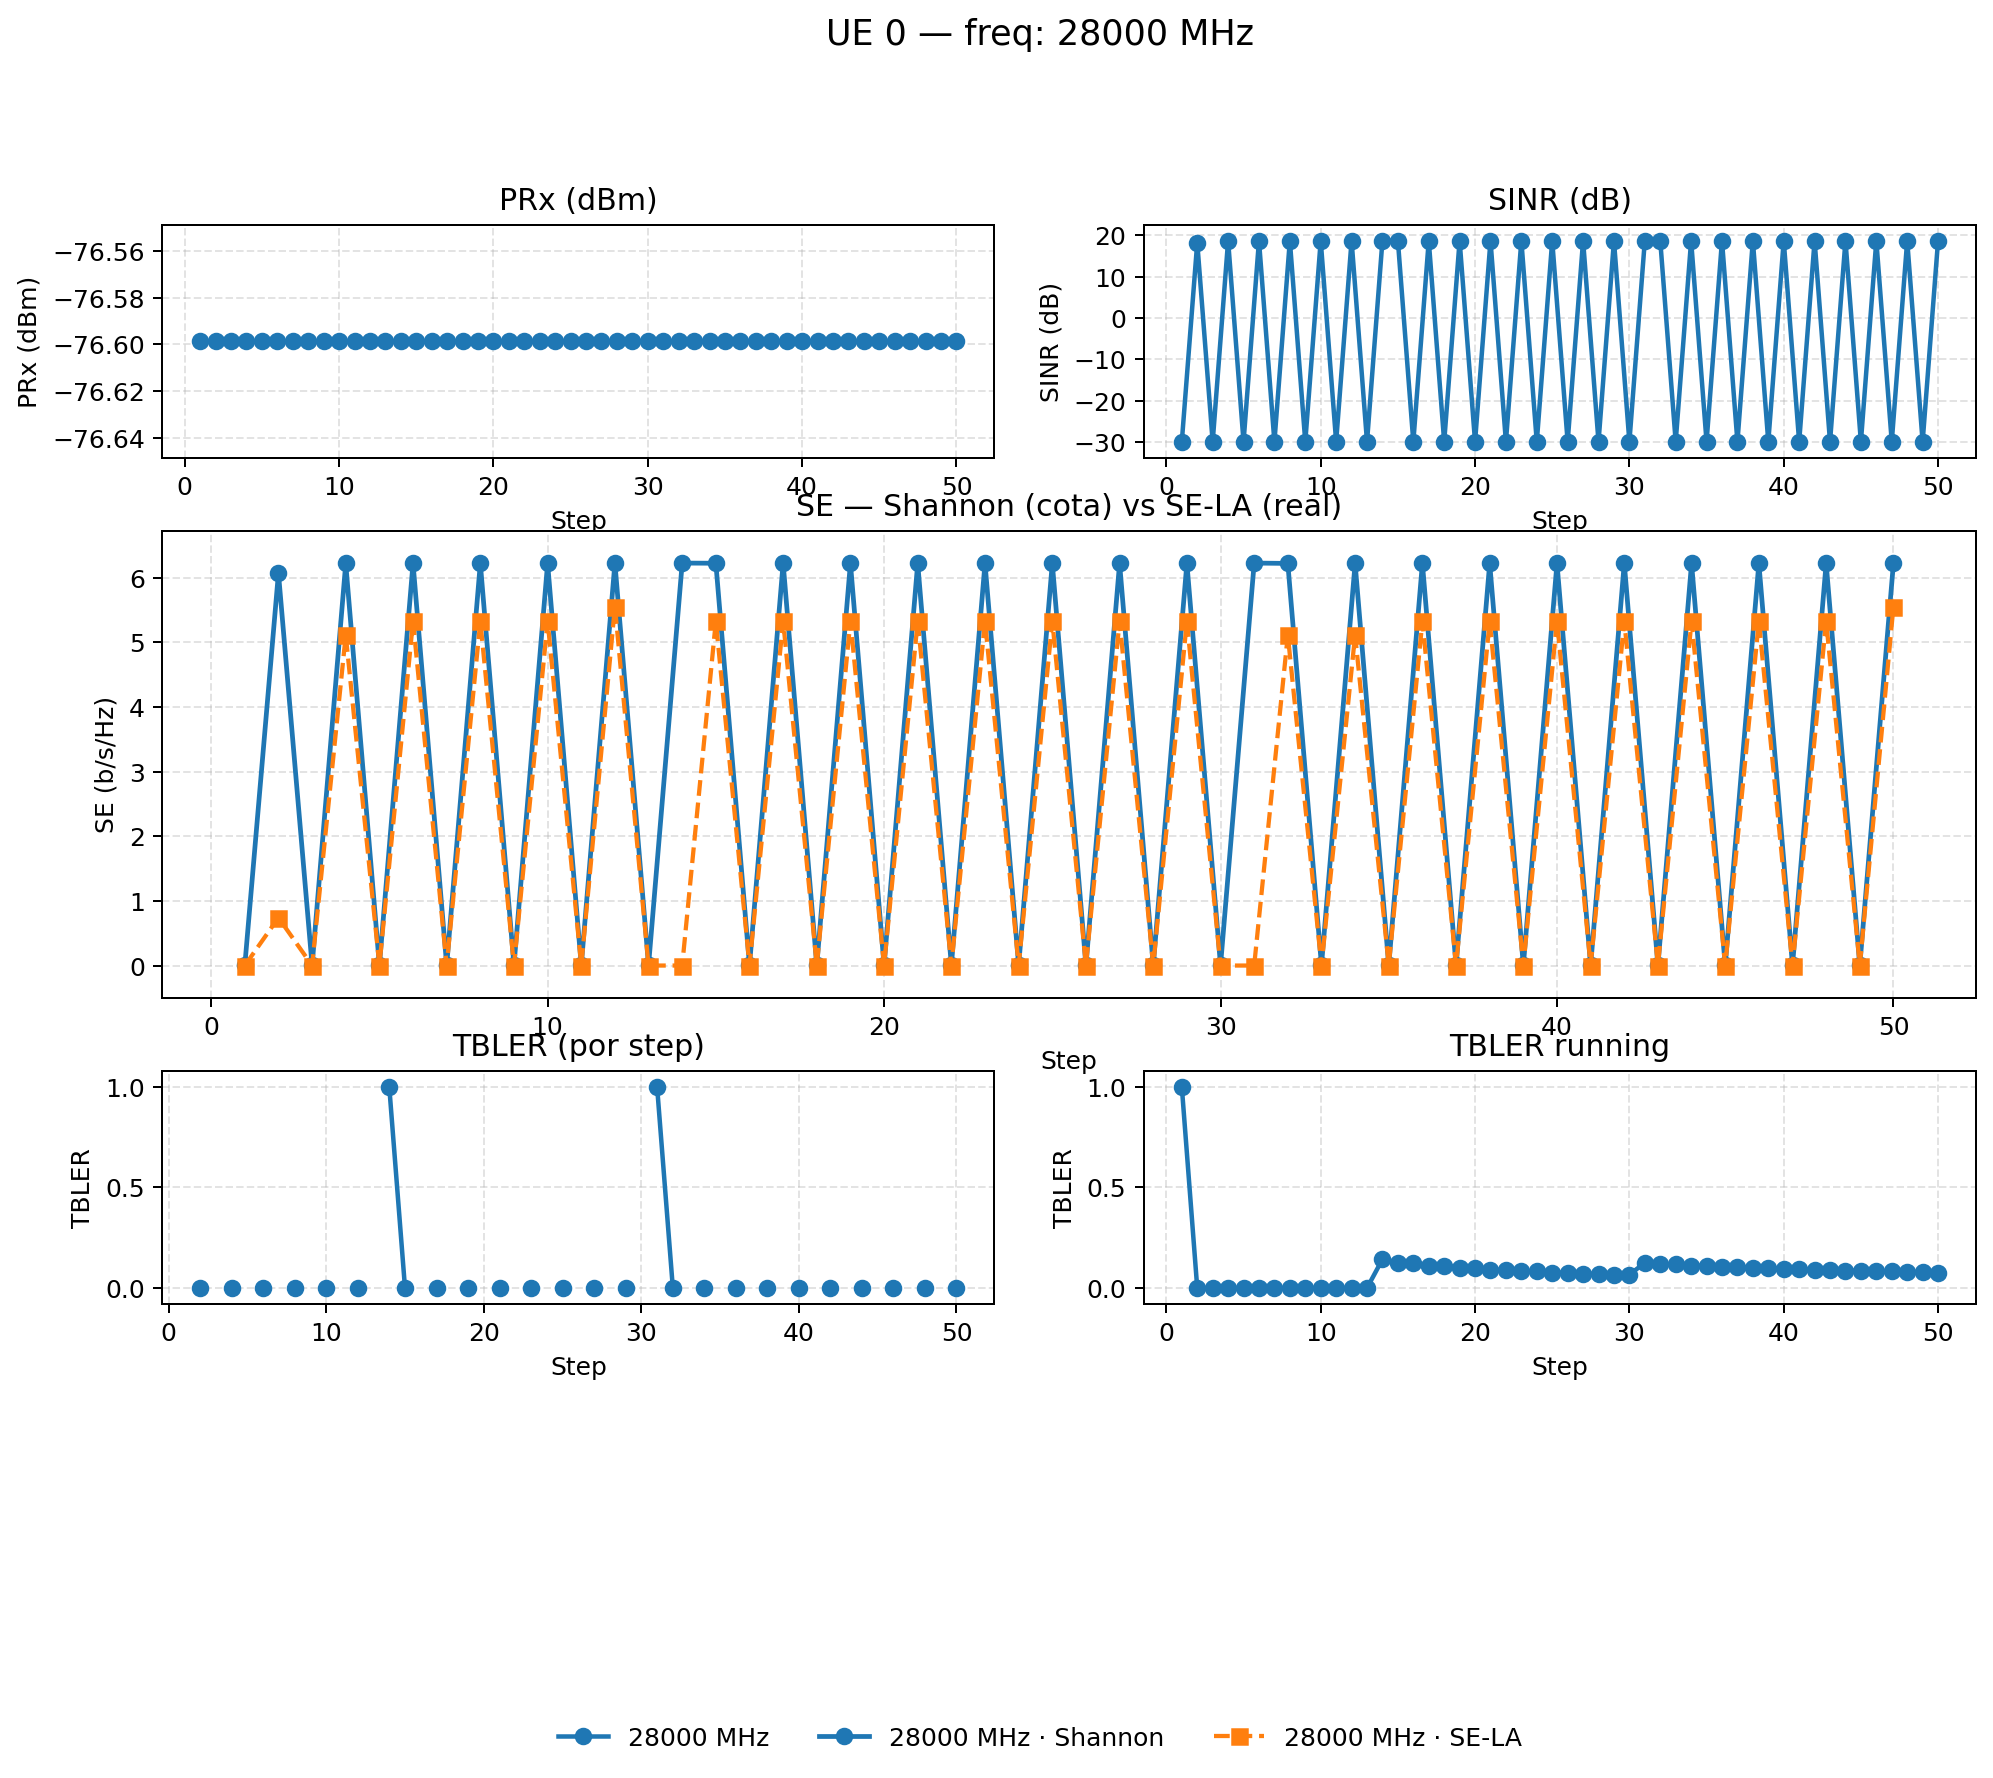 UE 0 — freq: 28000 MHz
PRx (dBm)
PRx (dBm)
−76.56
−76.58
−76.60
−76.62
−76.64
0 10 20 30 40 50
Step
SINR (dB)
SINR (dB)
20
10
0
−10
−20
−30
0 10 20 30 40 50
Step
SE — Shannon (cota) vs SE-LA (real)
SE (b/s/Hz)
6
5
4
3
2
1
0
0 10 20 30 40 50
Step
TBLER (por step)
TBLER
1.0
0.5
0.0
0 10 20 30 40 50
Step
TBLER running
TBLER
1.0
0.5
0.0
0 10 20 30 40 50
Step
28000 MHz
28000 MHz · Shannon
28000 MHz · SE-LA